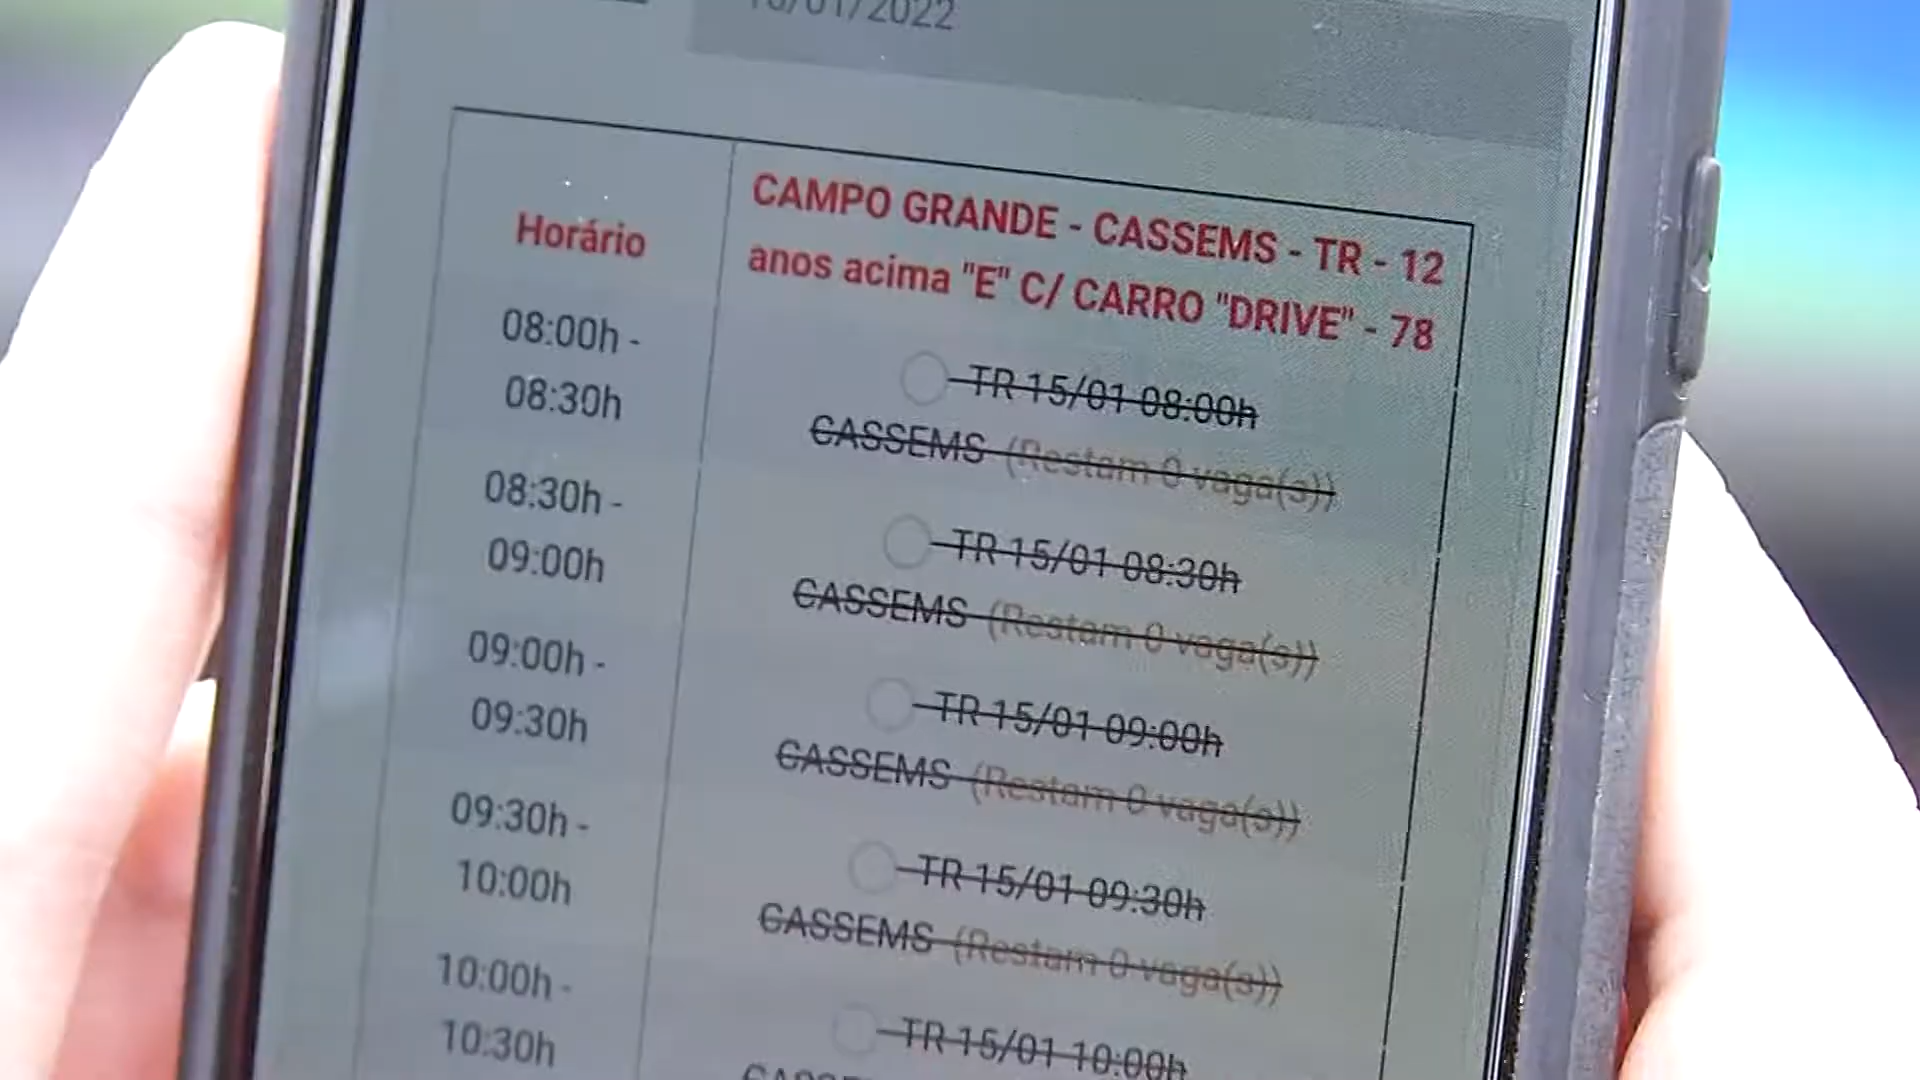 /01/2022
CAMPO GRANDE - CASSEMS - TR - 12
Horário
anos acima "E" C/ CARRO "DRIVE" - 78
08:00h -
08:30h
TR 15/01 08:00h
CASSEMS (Restam 0 vaga(s))
08:30h -
09:00h
TR 15/01 08:30h
CASSEMS (Restam 0 vaga(s))
09:00h -
09:30h
TR 15/01 09:00h
CASSEMS (Restam 0 vaga(s))
09:30h -
10:00h
TR 15/01 09:30h
CASSEMS (Restam 0 vaga(s))
10:00h -
10:30h
TR 15/01 10:00h